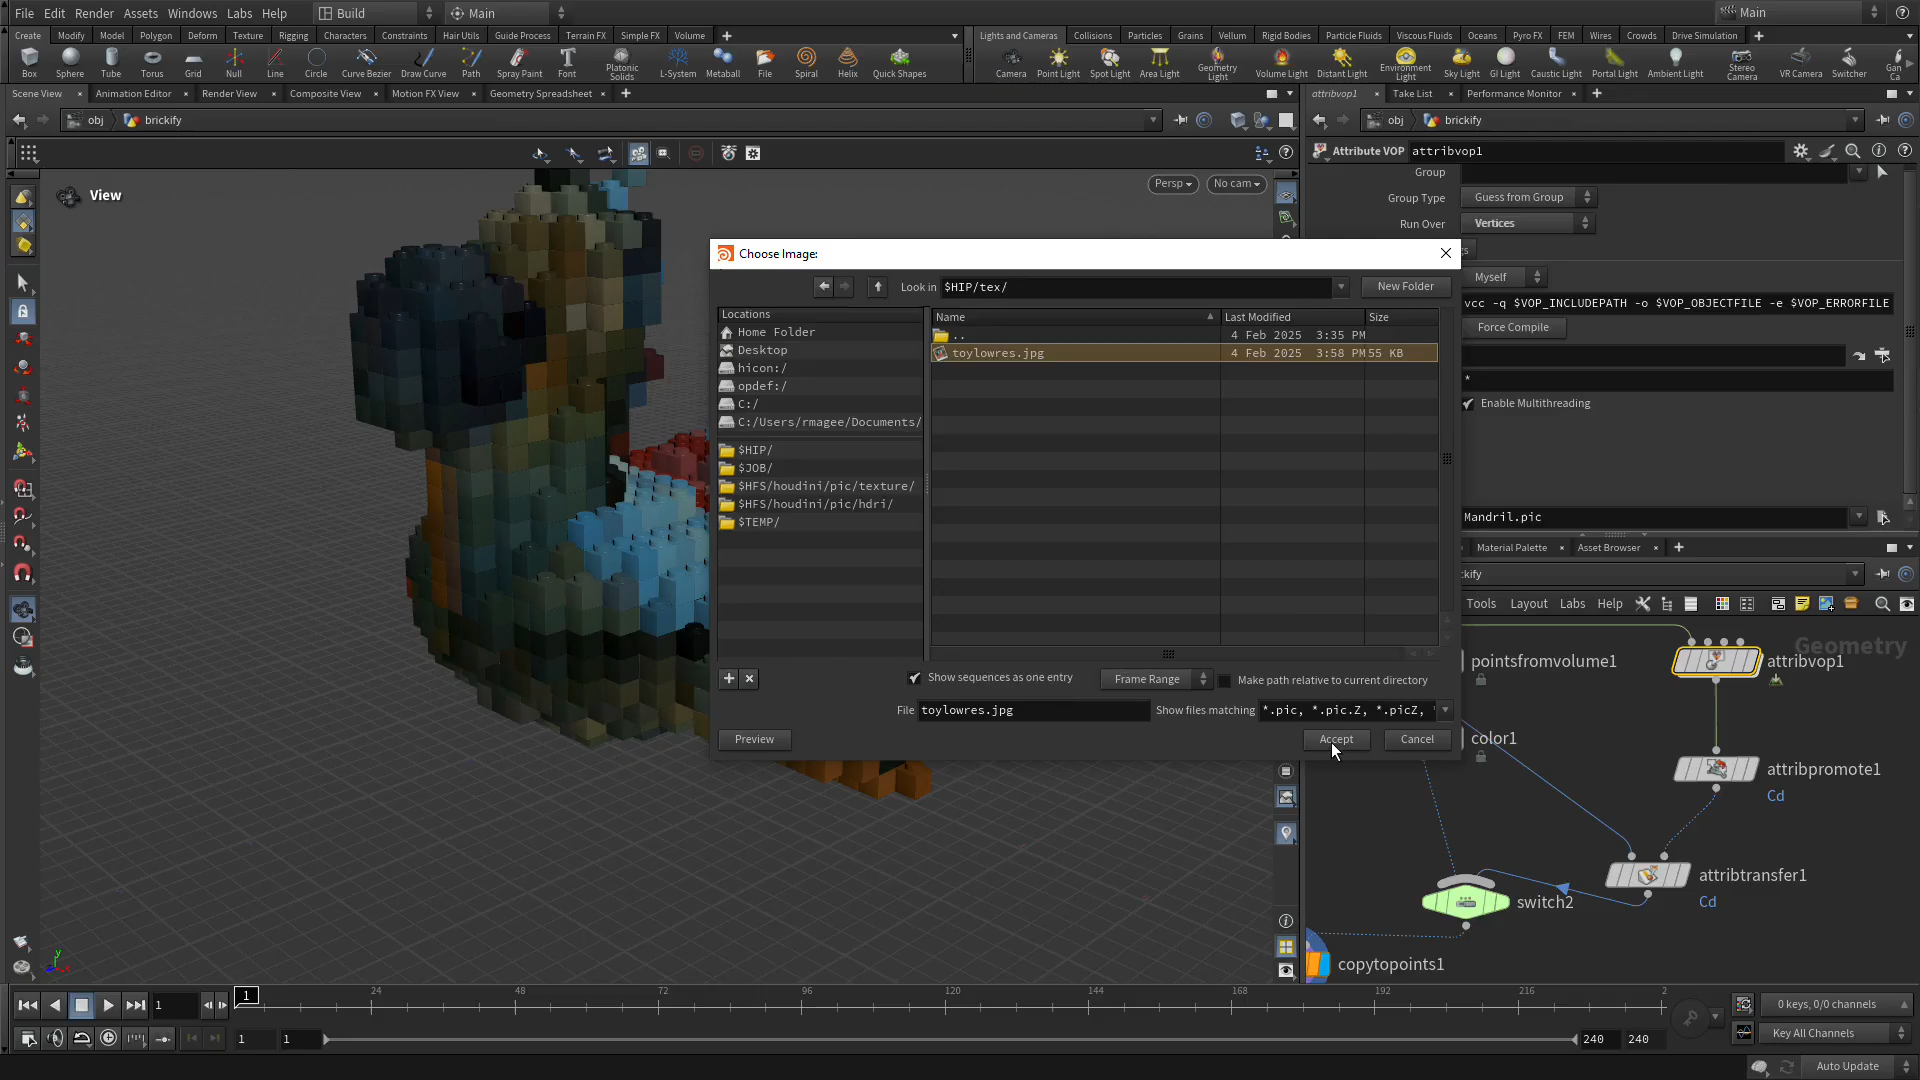 File Edit Render Assets Windows Labs Help Build Main Main
Create Modify Model Polygon Deform Texture Rigging Characters Constraints Hair Utils Guide Process Terrain FX Simple FX Volume
Lights and Cameras Collisions Particles Grains Vellum Rigid Bodies Particle Fluids Viscous Fluids Oceans Pyro FX FEM Wires Crowds Drive Simulation
Box Sphere Tube Torus Grid Null Line Circle Curve Bezier Draw Curve Path Spray Paint Font Platonic Solids L-System Metaball File Spiral Helix Quick Shapes
Camera Point Light Spot Light Area Light Geometry Light Volume Light Distant Light Environment Light Sky Light GI Light Caustic Light Portal Light Ambient Light Stereo Camera VR Camera Switcher Gan Ca
Scene View Animation Editor Render View Composite View Motion FX View Geometry Spreadsheet
attribvop1 Take List Performance Monitor
obj brickify
obj brickify
Attribute VOP attribvop1
View
Persp No cam
Group
Group Type Guess from Group
Run Over Vertices
Myself
vcc -q $VOP_INCLUDEPATH -o $VOP_OBJECTFILE -e $VOP_ERRORFILE
Force Compile
*
Enable Multithreading
Mandril.pic
Choose Image:
Look in $HIP/tex/ New Folder
Locations
Home Folder
Desktop
hicon:/
opdef:/
C:/
C:/Users/rmagee/Documents/
$HIP/
$JOB/
$HFS/houdini/pic/texture/
$HFS/houdini/pic/hdri/
$TEMP/
Name Last Modified Size
.. 4 Feb 2025 3:35 PM
toylowres.jpg 4 Feb 2025 3:58 PM 55 KB
Show sequences as one entry Frame Range Make path relative to current directory
File toylowres.jpg Show files matching *.pic, *.pic.Z, *.picZ,
Preview Accept Cancel
Material Palette Asset Browser
kify
Tools Layout Labs Help
Geometry
pointsfromvolume1
attribvop1
color1
attribpromote1
Cd
attribtransfer1
Cd
switch2
copytopoints1
1 1 24 48 72 96 120 144 168 192 216 2
0 keys, 0/0 channels
1 1 240 240
Key All Channels
Auto Update